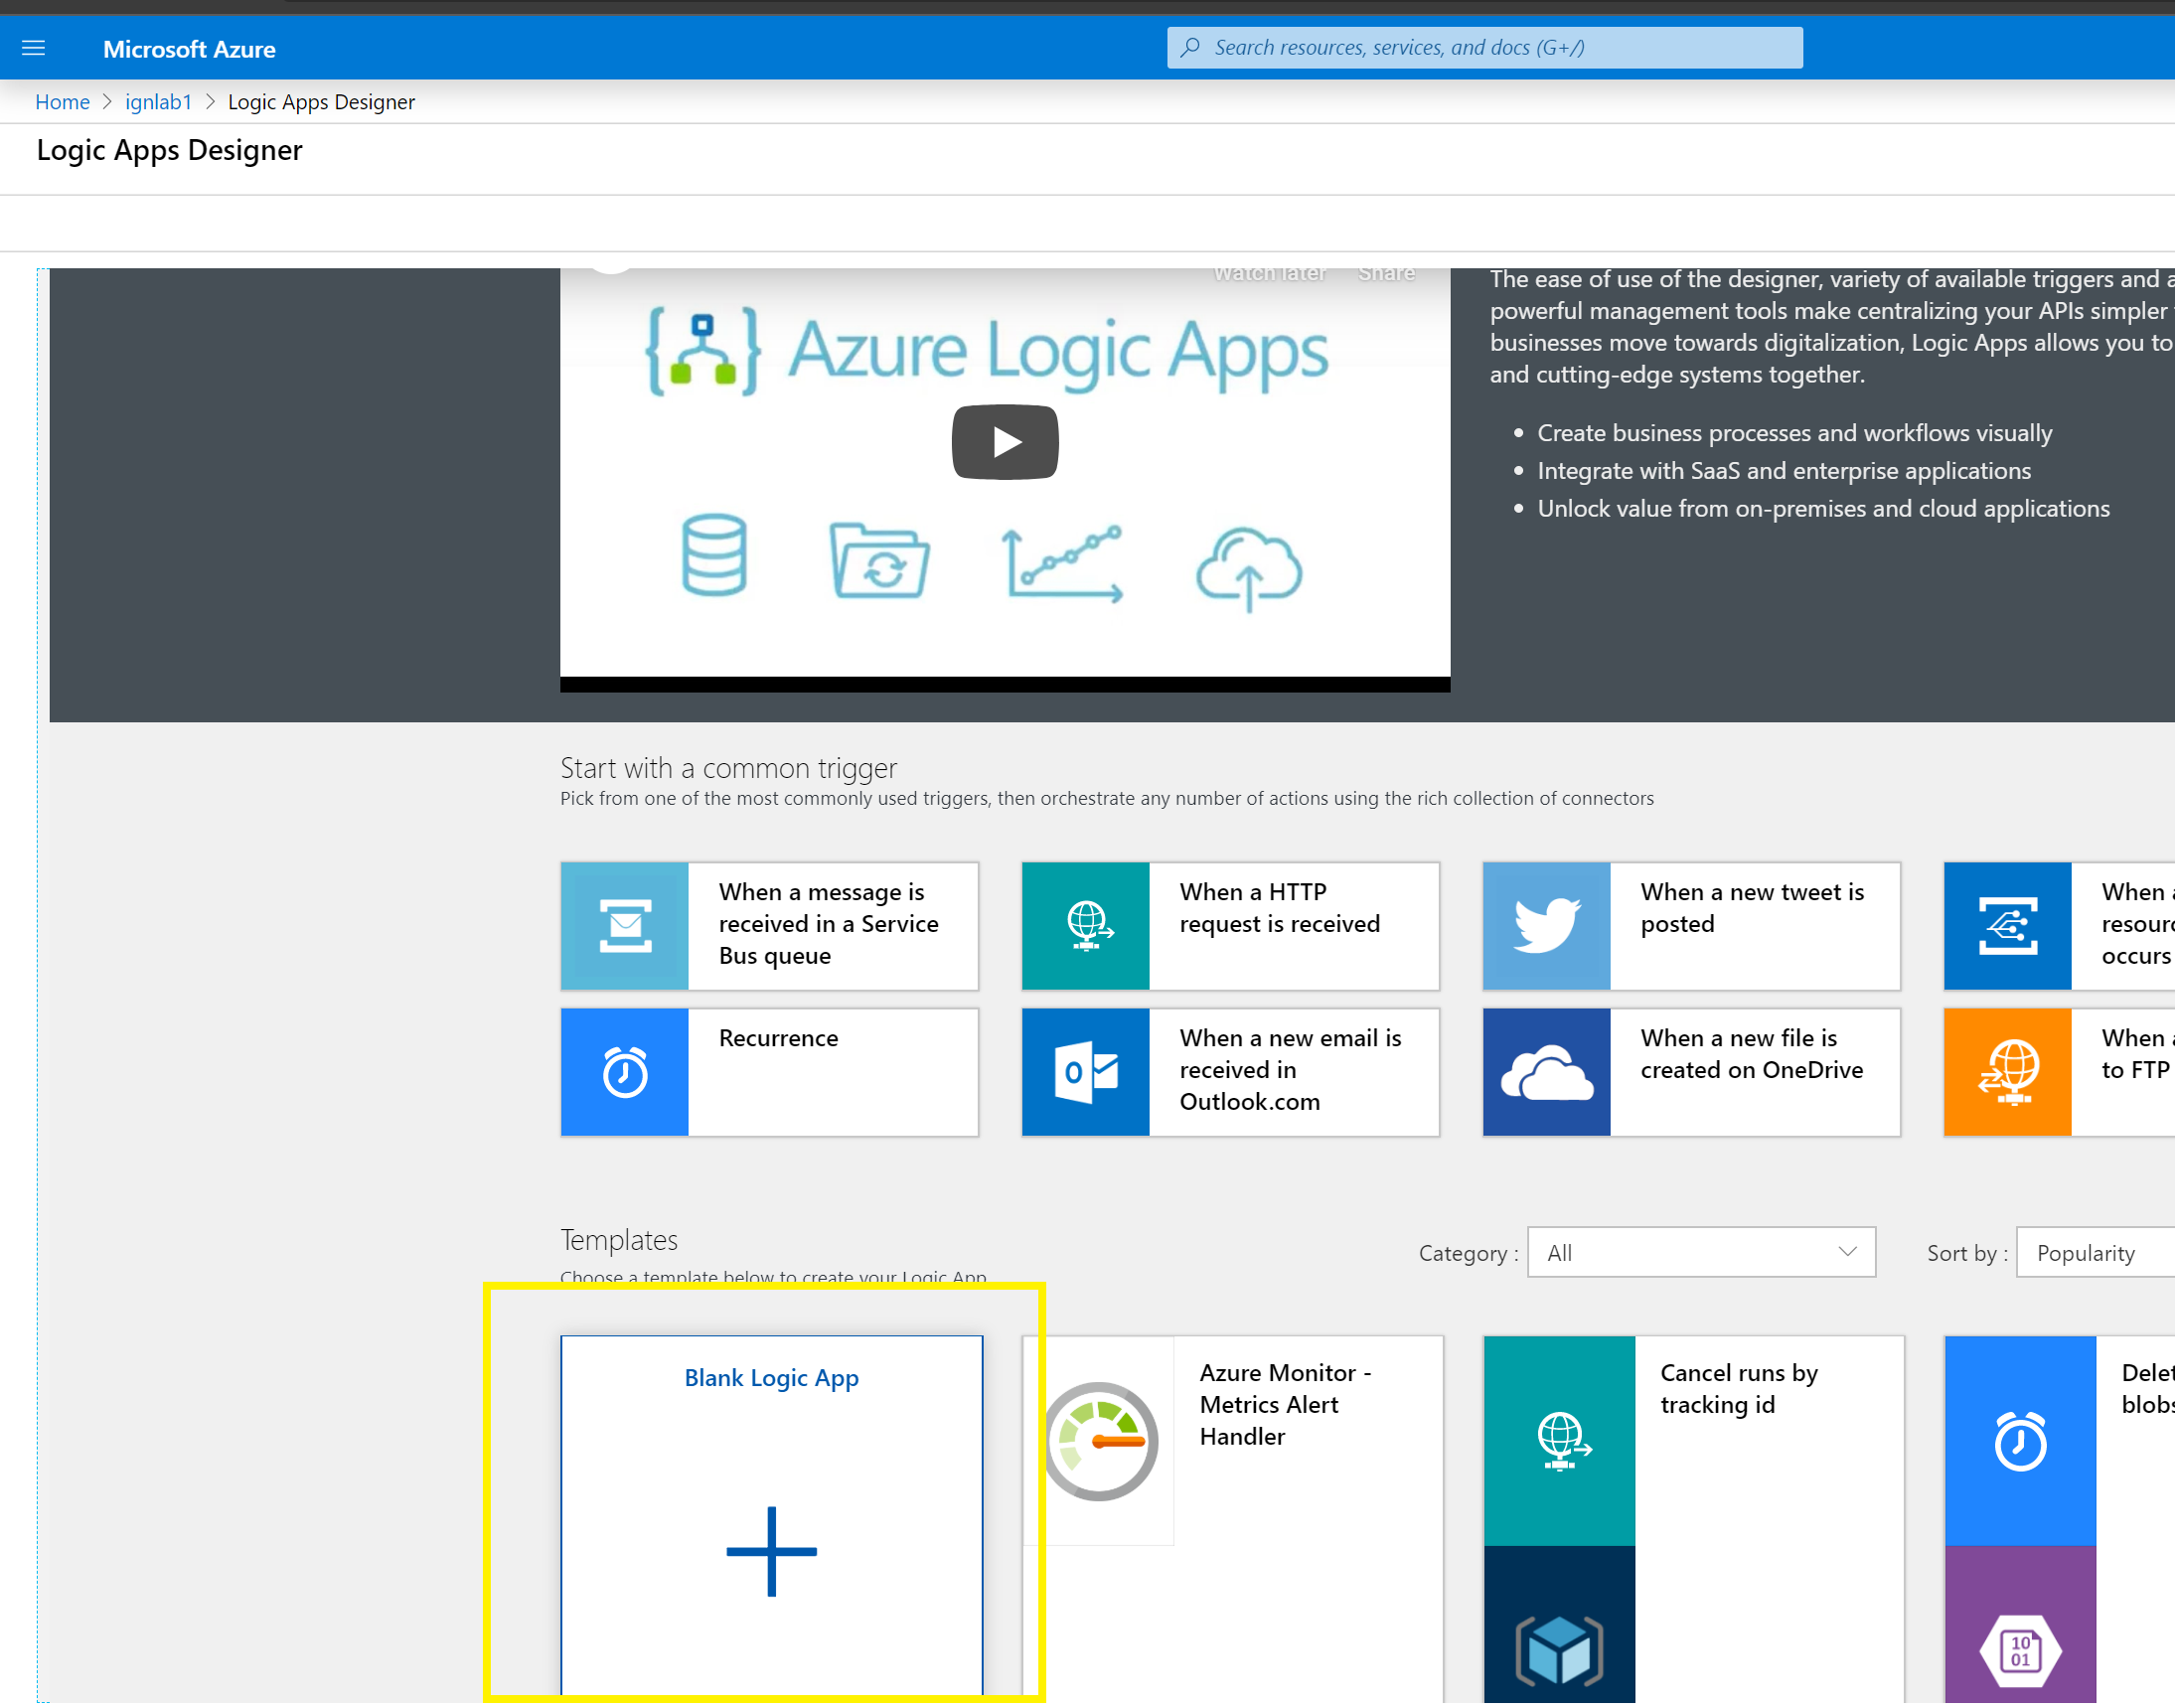 Microsoft Azure
Search resources, services, and docs (G+/)
Home > ignlab1 > Logic Apps Designer
Logic Apps Designer
Watch later Share
Azure Logic Apps
The ease of use of the designer, variety of available triggers and a
powerful management tools make centralizing your APIs simpler
businesses move towards digitalization, Logic Apps allows you to
and cutting-edge systems together.
• Create business processes and workflows visually
• Integrate with SaaS and enterprise applications
• Unlock value from on-premises and cloud applications
Start with a common trigger
Pick from one of the most commonly used triggers, then orchestrate any number of actions using the rich collection of connectors
When a message is
received in a Service
Bus queue
When a HTTP
request is received
When a new tweet is
posted
When a
resourc
occurs
Recurrence
When a new email is
received in
Outlook.com
When a new file is
created on OneDrive
When a
to FTP
Templates
Choose a template below to create your Logic App
Category : All
Sort by : Popularity
Blank Logic App
Azure Monitor -
Metrics Alert
Handler
Cancel runs by
tracking id
Delet
blobs
10
01